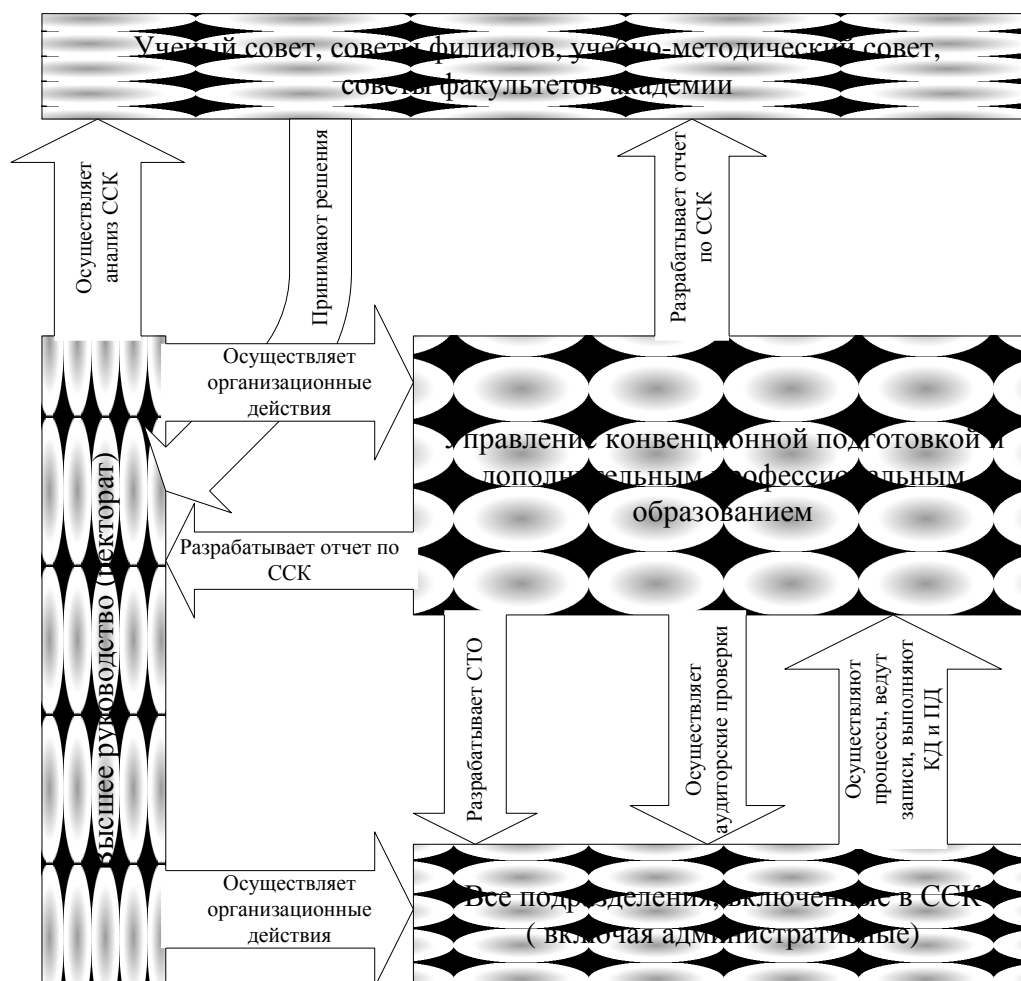 Ученый совет, советы филиалов, учебно-методический совет,
советы факультетов академии
Осуществляет
анализ ССК
Принимают решения
Разрабатывает отчет
по ССК
Осуществляет
организационные
действия
Управление конвенционной подготовкой и
дополнительным профессиональным
образованием
Разрабатывает отчет по
ССК
Высшее руководство (ректорат)
Разрабатывает СТО
Осуществляет
аудиторские проверки
Осуществляют
процессы, ведут
записи, выполняют
КД и ПД
Осуществляет
организационные
действия
Все подразделения, включенные в ССК
( включая административные)